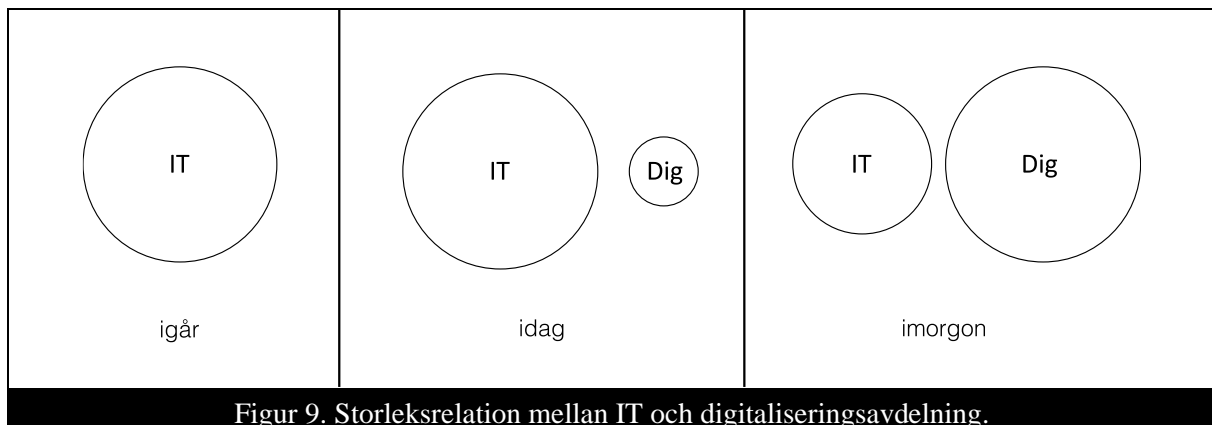 IT
igår
IT
Dig
idag
IT
Dig
imorgon
Figur 9. Storleksrelation mellan IT och digitaliseringsavdelning.